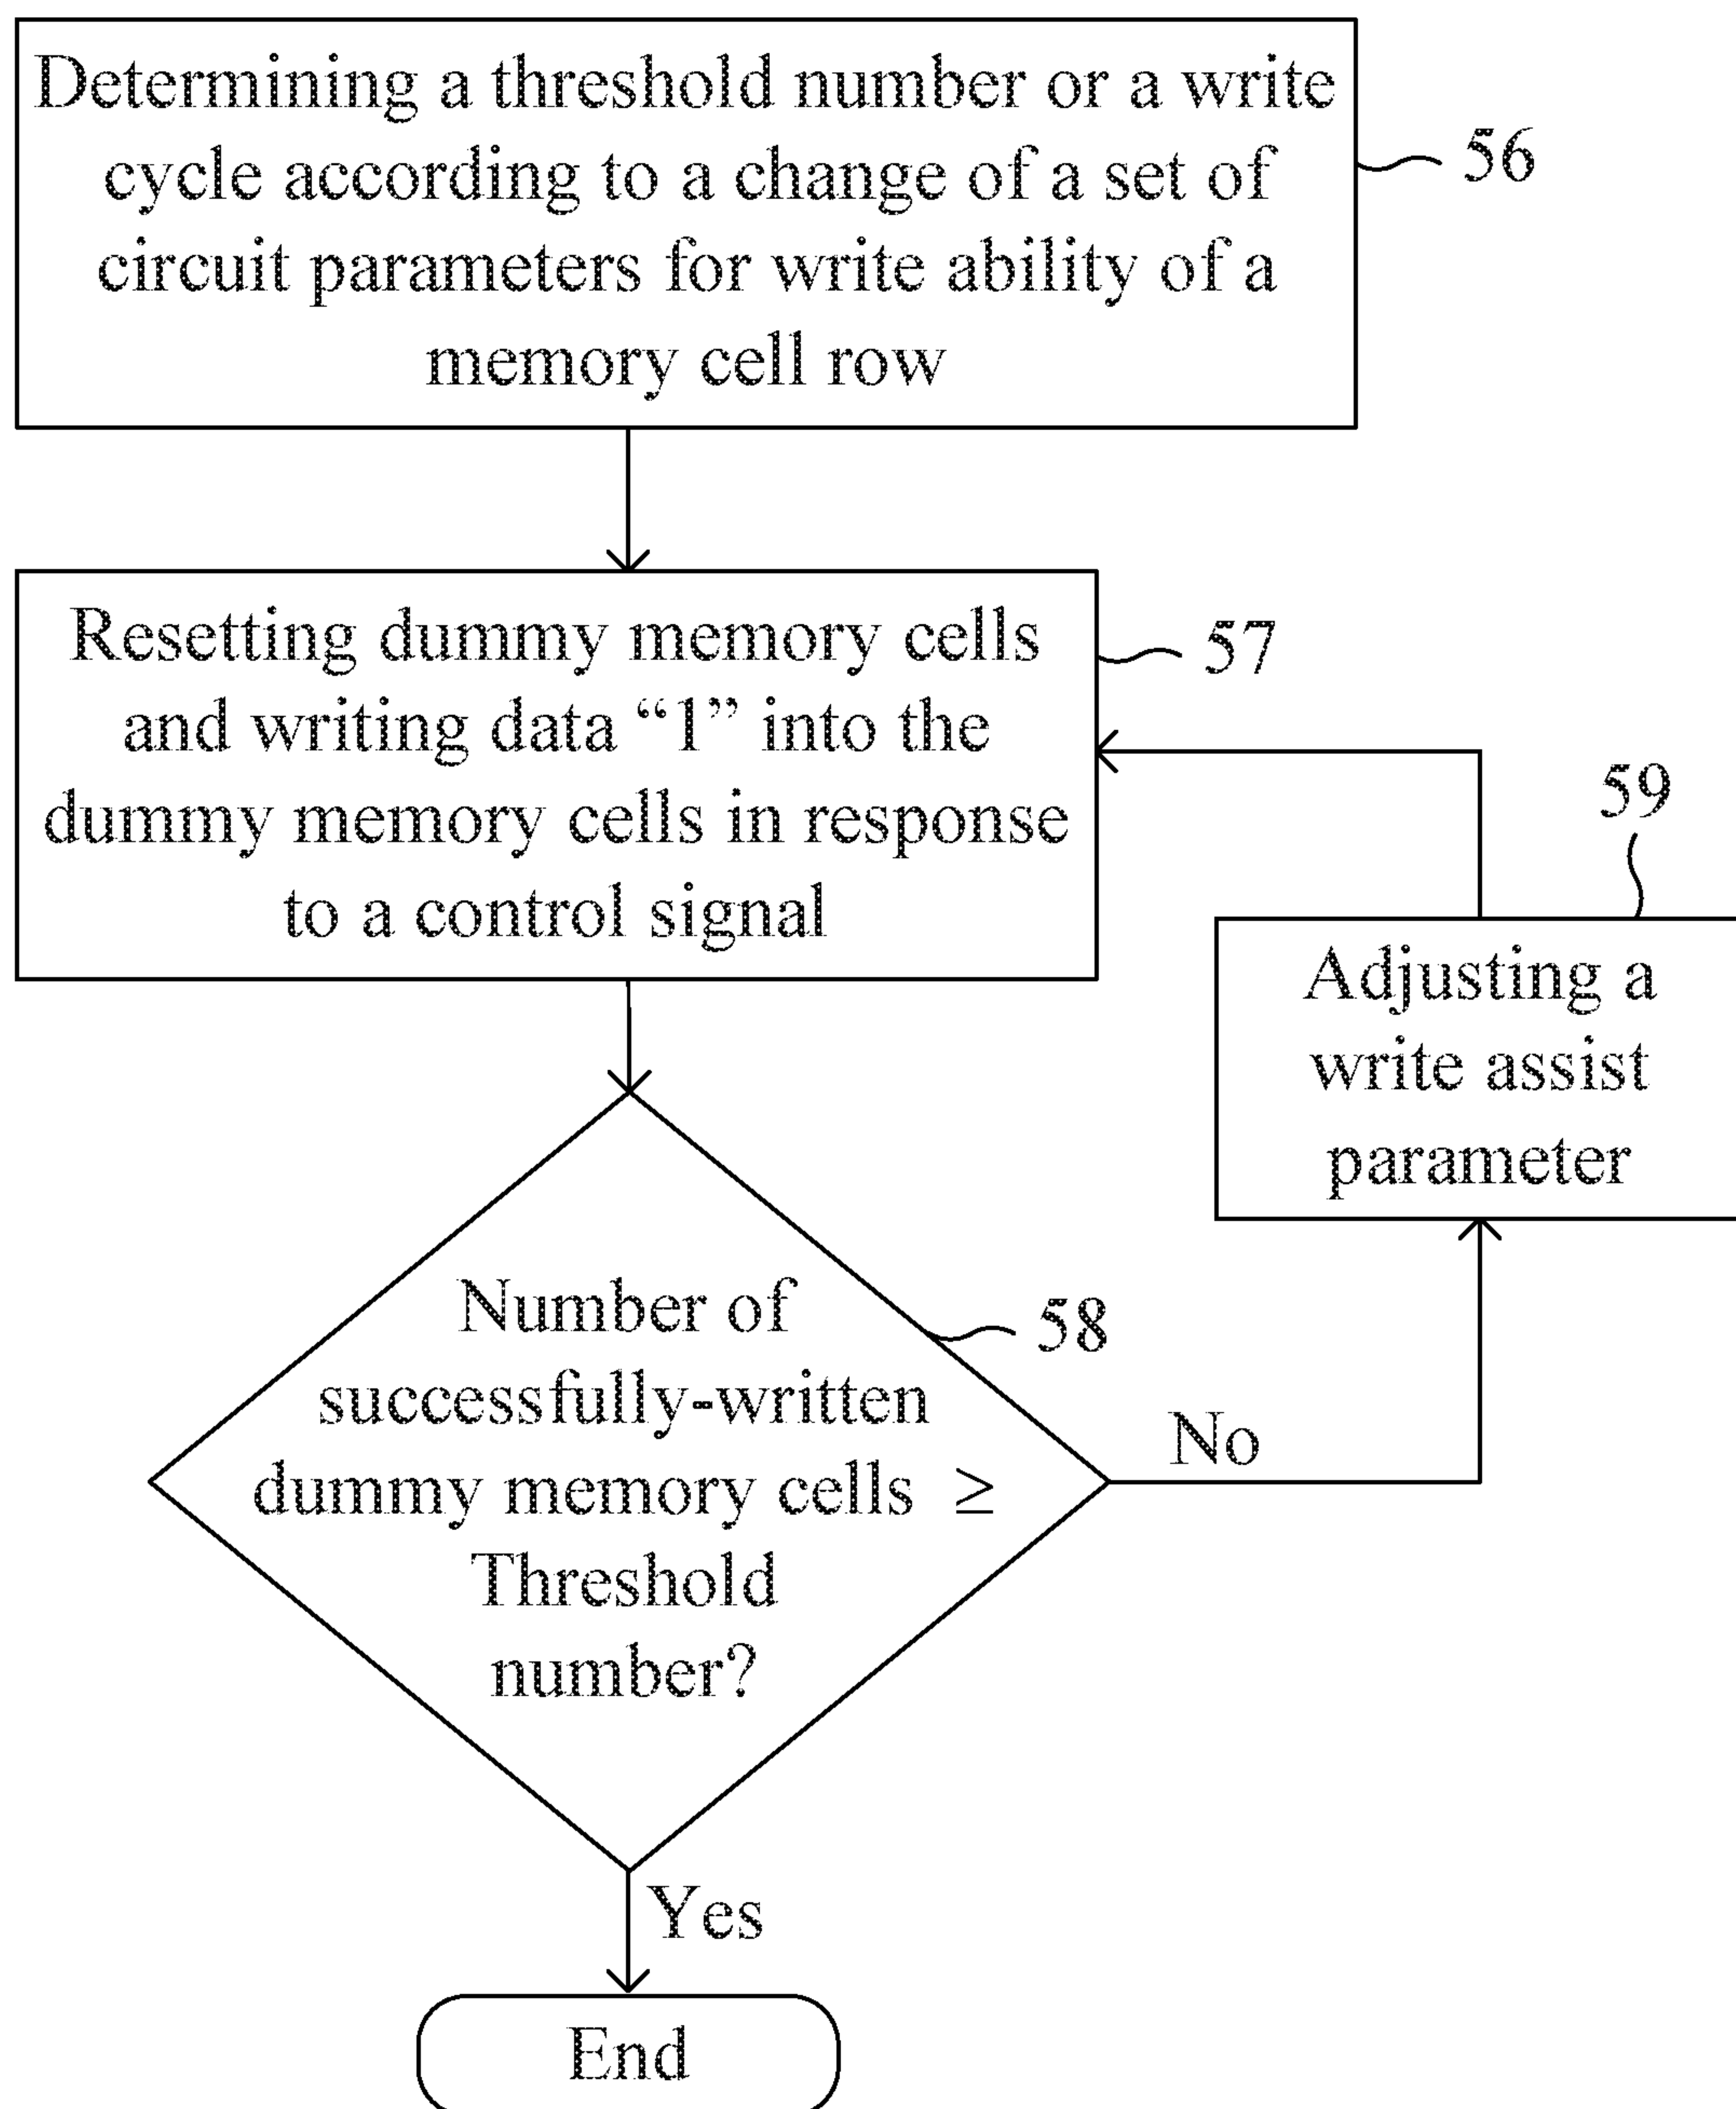 Determining a threshold number or a write
cycle according to a change of a set of
circuit parameters for write ability of a
memory cell row
56
Resetting dummy memory cells
and writing data “1” into the
dummy memory cells in response
to a control signal
57
59
Adjusting a
write assist
parameter
Number of
successfully-written
dummy memory cells ≥
Threshold
number?
58
No
Yes
End